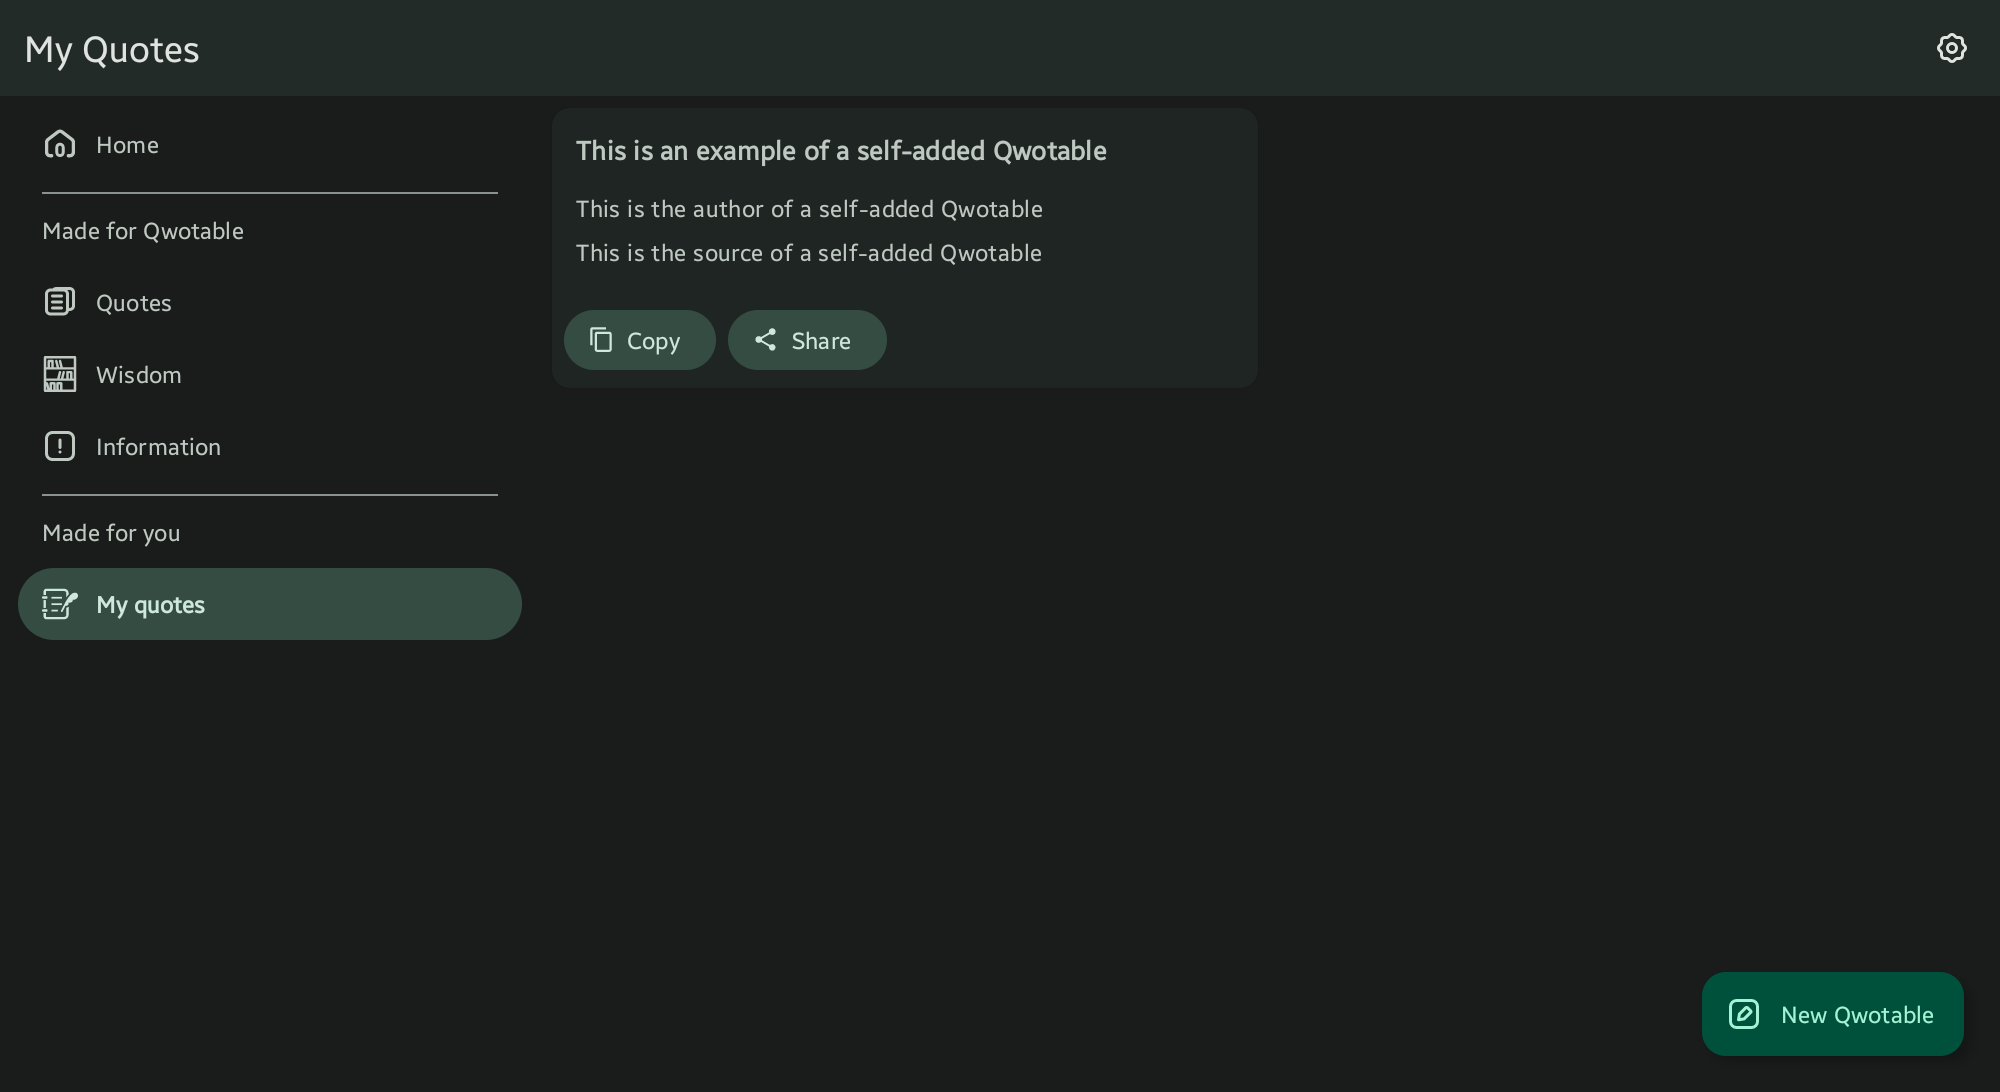 My Quotes
Home
Made for Qwotable
Quotes
Wisdom
Information
Made for you
My quotes
This is an example of a self-added Qwotable
This is the author of a self-added Qwotable
This is the source of a self-added Qwotable
Copy
Share
New Qwotable